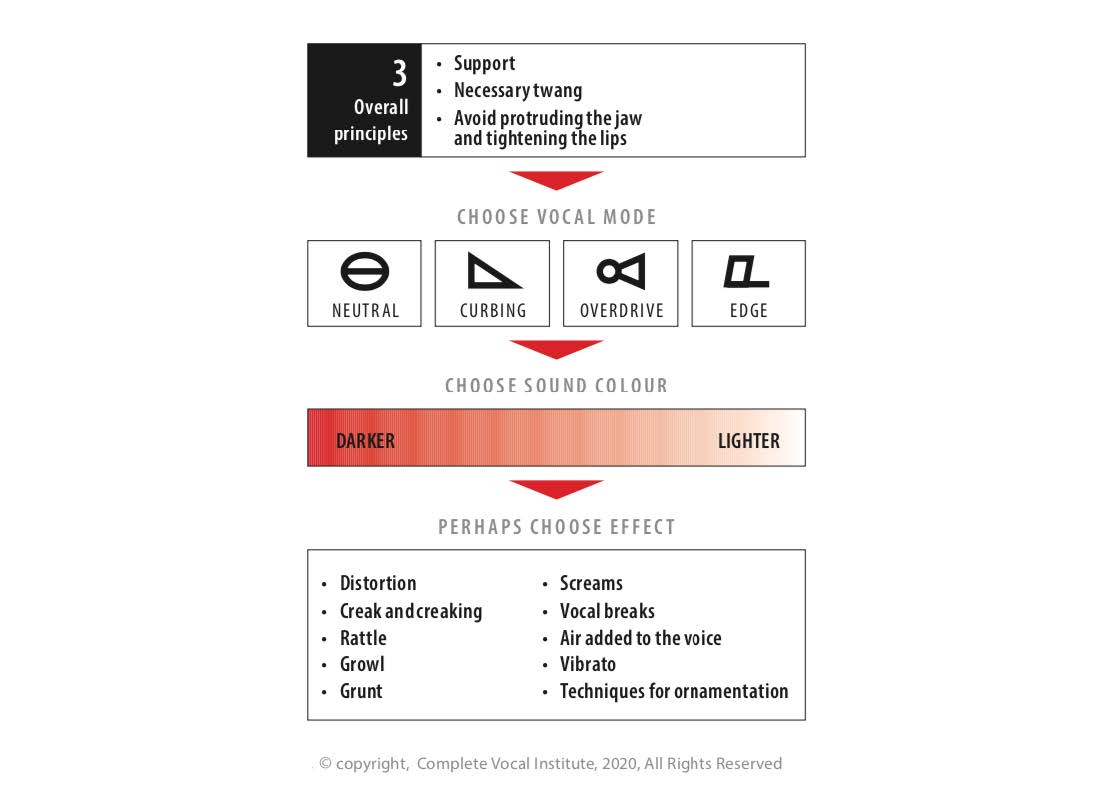 3
Overall
principles
• Support
• Necessary twang
• Avoid protruding the jaw
and tightening the lips
CHOOSE VOCAL MODE
NEUTRAL
CURBING
OVERDRIVE
EDGE
CHOOSE SOUND COLOUR
DARKER
LIGHTER
PERHAPS CHOOSE EFFECT
• Distortion
• Creak and creaking
• Rattle
• Growl
• Grunt
• Screams
• Vocal breaks
• Air added to the voice
• Vibrato
• Techniques for ornamentation
© copyright, Complete Vocal Institute, 2020, All Rights Reserved